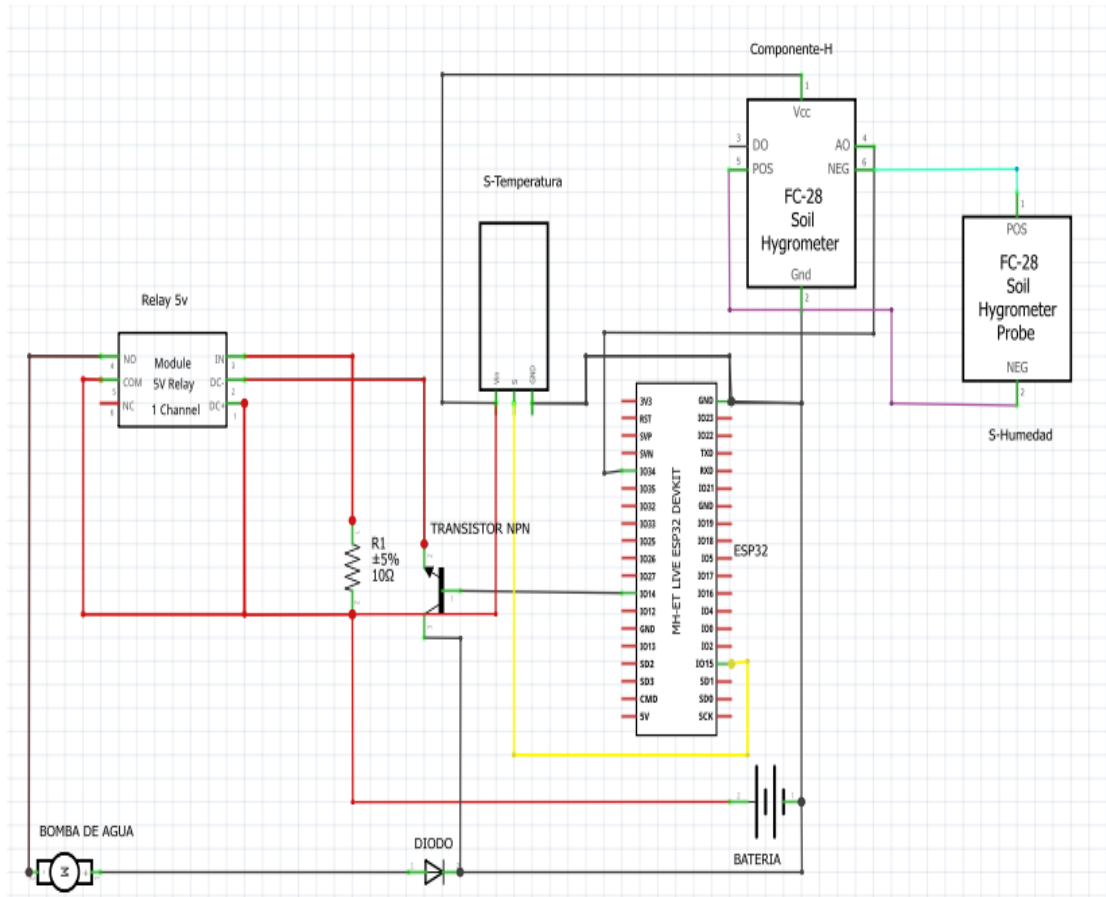 Componente-H
1
Vcc
3
DO
AO
4
5
POS
NEG
6
FC-28
Soil
Hygrometer
Gnd
2
S-Temperatura
Vcc
S
GND
1
POS
FC-28
Soil
Hygrometer
Probe
NEG
2
S-Humedad
Relay 5v
NO
IN
Module
4
3
COM
5V Relay
DC-
5
2
NC
1 Channel
DC+
6
1
3V3
GND
RST
IO23
SVP
IO22
SVN
TXD
IO34
RXD
IO35
IO21
IO32
GND
IO33
IO19
IO25
IO18
IO26
IO5
IO27
IO17
IO14
IO16
IO12
IO4
GND
IO0
IO13
IO2
SD2
IO15
SD3
SD1
CMD
SD0
5V
SCK
MH-ET LIVE ESP32 DEVKIT
ESP32
TRANSISTOR NPN
R1
±5%
10Ω
BOMBA DE AGUA
M
DIODO
BATERIA